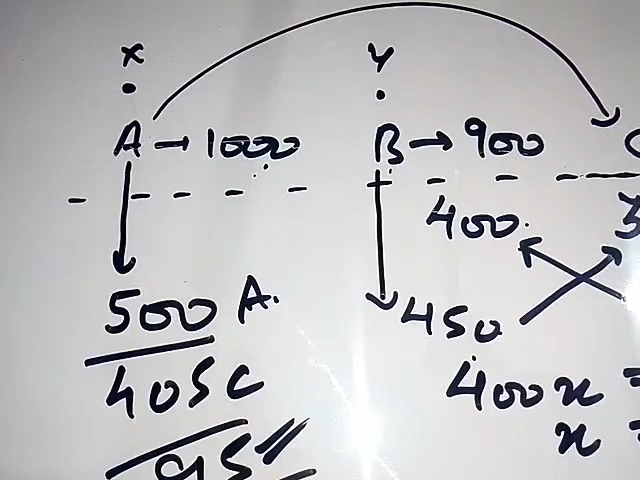 x y
A → 1000 B → 900
400
500 A.
450
405 C 400x =
x =
95